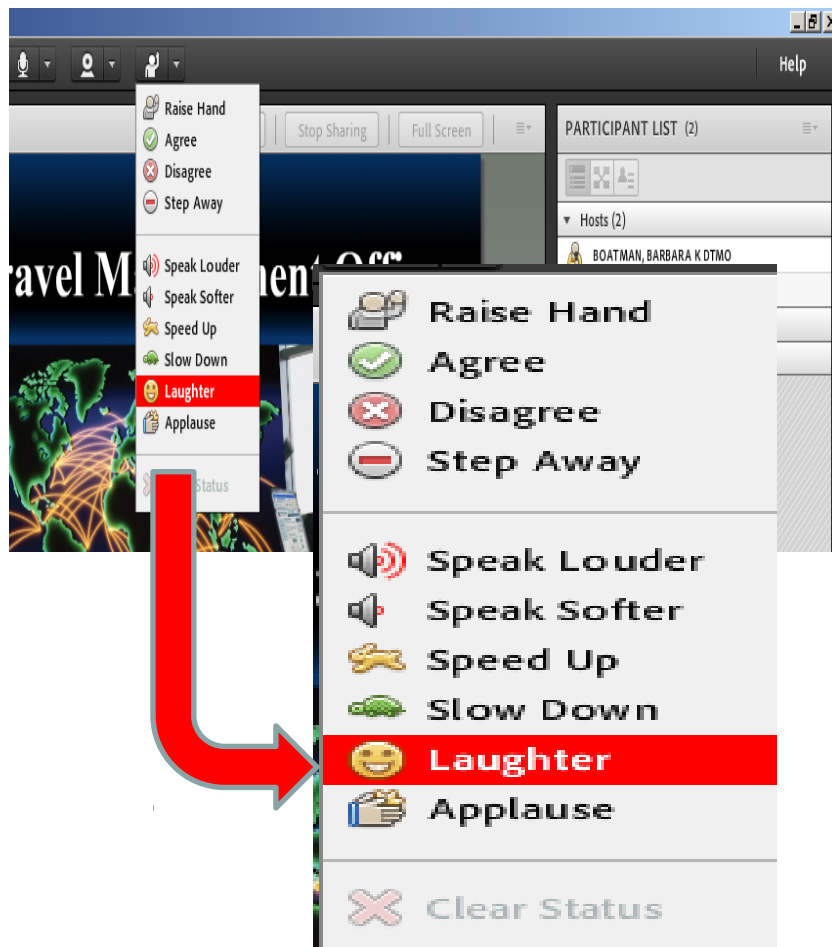 Help
Raise Hand
Agree
Disagree
Step Away
Speak Louder
Speak Softer
Speed Up
Slow Down
Laughter
Applause
Status
Stop Sharing
Full Screen
PARTICIPANT LIST (2)
Hosts (2)
BOATMAN, BARBARA K DTMO
ravel M
Raise Hand
Agree
Disagree
Step Away
Speak Louder
Speak Softer
Speed Up
Slow Down
Laughter
Applause
Clear Status